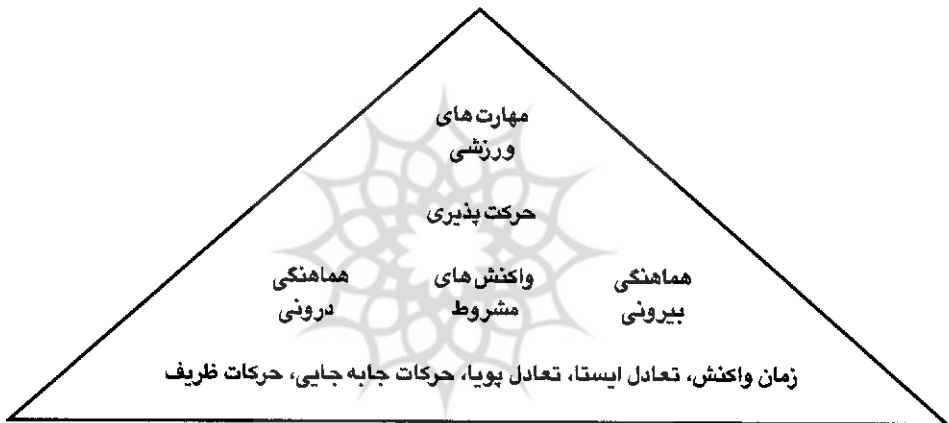 مهارت‌های
ورزشی
حرکت پذیری
هماهنگی واکنش‌های هماهنگی
بیرونی مشروط درونی
زمان واکنش، تعادل ایستا، تعادل پویا، حرکات جابه جایی، حرکات ظریف